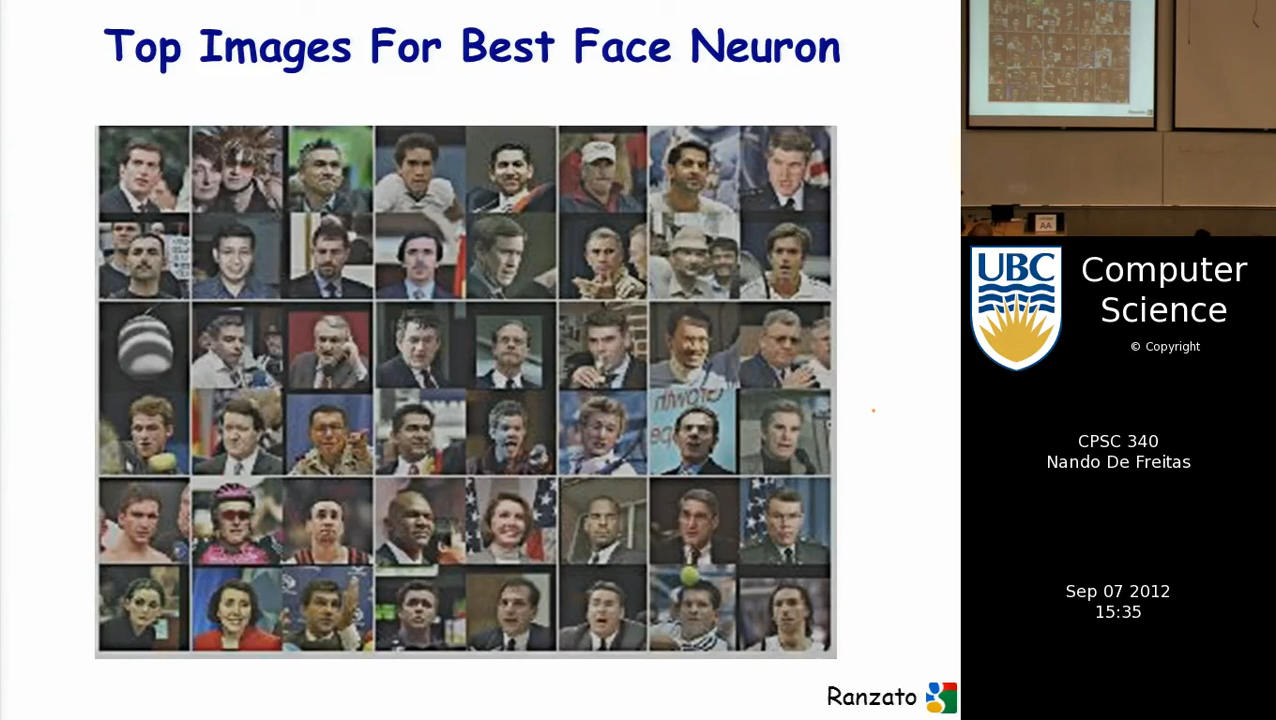 Top Images For Best Face Neuron
Ranzato
UBC
Computer
Science
© Copyright
CPSC 340
Nando De Freitas
Sep 07 2012
15:35